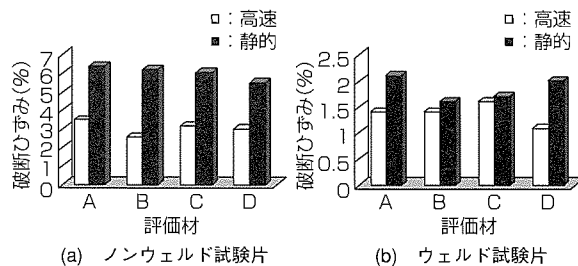 □：高速
■：静的
破断ひずみ(%)
7
6
5
4
3
2
1
0
A B C D
評価材
(a) ノンウェルド試験片
□：高速
■：静的
破断ひずみ(%)
2.5
2
1.5
1
0.5
0
A B C D
評価材
(b) ウェルド試験片